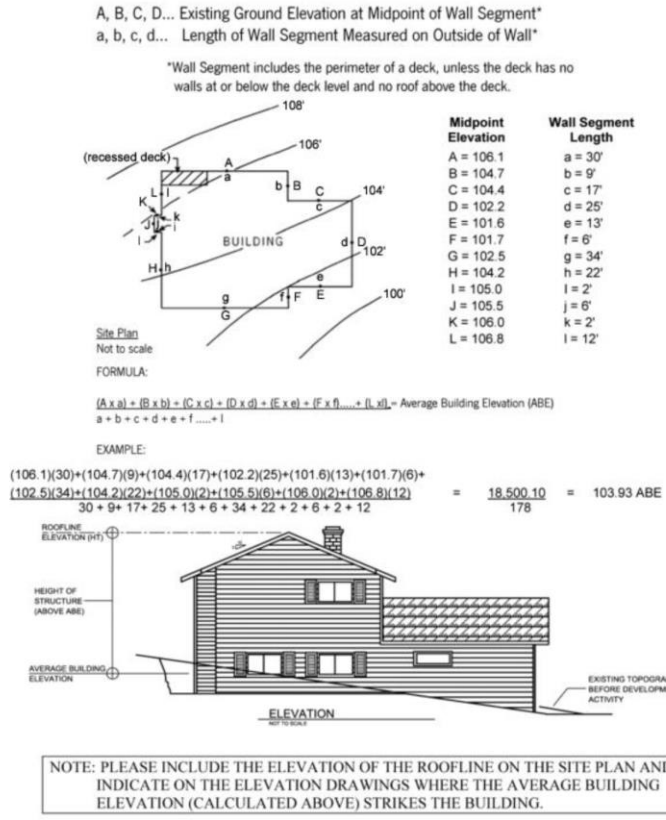 A, B, C, D... Existing Ground Elevation at Midpoint of Wall Segment*
a, b, c, d... Length of Wall Segment Measured on Outside of Wall*
*Wall Segment includes the perimeter of a deck, unless the deck has no
walls at or below the deck level and no roof above the deck.
108'
106'
(recessed deck)
A
a
b B
C
c
104'
L l
K
k
J j
i
I
BUILDING
d D
102'
H h
e
E
f F
100'
g
G
Site Plan
Not to scale
Midpoint Elevation Wall Segment Length
A = 106.1 a = 30'
B = 104.7 b = 9'
C = 104.4 c = 17'
D = 102.2 d = 25'
E = 101.6 e = 13'
F = 101.7 f = 6'
G = 102.5 g = 34'
H = 104.2 h = 22'
I = 105.0 I = 2'
J = 105.5 j = 6'
K = 106.0 k = 2'
L = 106.8 l = 12'
FORMULA:
(A x a) + (B x b) + (C x c) + (D x d) + (E x e) + (F x f).....+ (L xl) = Average Building Elevation (ABE)
a + b + c + d + e + f .....+ l
EXAMPLE:
(106.1)(30)+(104.7)(9)+(104.4)(17)+(102.2)(25)+(101.6)(13)+(101.7)(6)+
(102.5)(34)+(104.2)(22)+(105.0)(2)+(105.5)(6)+(106.0)(2)+(106.8)(12) = 18,500.10 = 103.93 ABE
30 + 9+ 17+ 25 + 13 + 6 + 34 + 22 + 2 + 6 + 2 + 12 178
ROOFLINE
ELEVATION (HT)
HEIGHT OF
STRUCTURE
(ABOVE ABE)
AVERAGE BUILDING
ELEVATION
EXISTING TOPOGRA
BEFORE DEVELOPM
ACTIVITY
ELEVATION
NOT TO SCALE
NOTE: PLEASE INCLUDE THE ELEVATION OF THE ROOFLINE ON THE SITE PLAN AND
INDICATE ON THE ELEVATION DRAWINGS WHERE THE AVERAGE BUILDING
ELEVATION (CALCULATED ABOVE) STRIKES THE BUILDING.